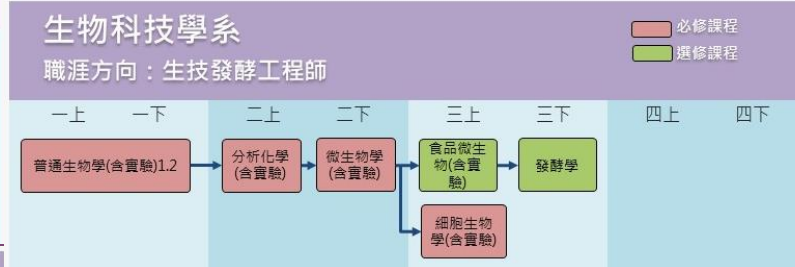 生物科技學系
職涯方向：生技發酵工程師
必修課程
選修課程
一上 一下 二上 二下 三上 三下 四上 四下
普通生物學(含實驗)1.2
分析化學
(含實驗)
微生物學
(含實驗)
食品微生
物(含實
驗)
發酵學
細胞生物
學(含實驗)